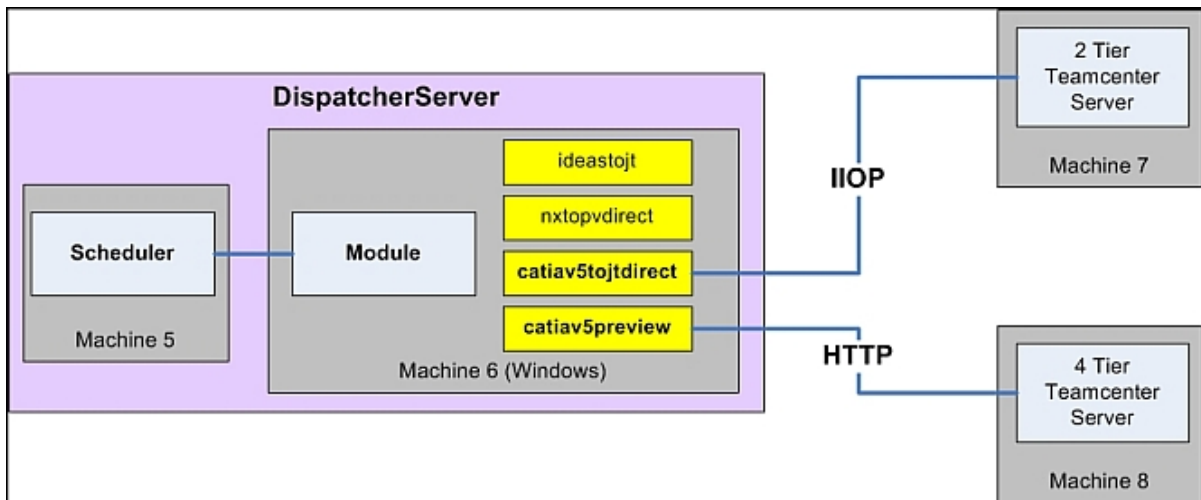 DispatcherServer
Scheduler
Machine 5
Module
ideastojt
nxtopvdirect
catiav5tojtdirect
catiav5preview
Machine 6 (Windows)
IIOP
HTTP
2 Tier
Teamcenter
Server
Machine 7
4 Tier
Teamcenter
Server
Machine 8